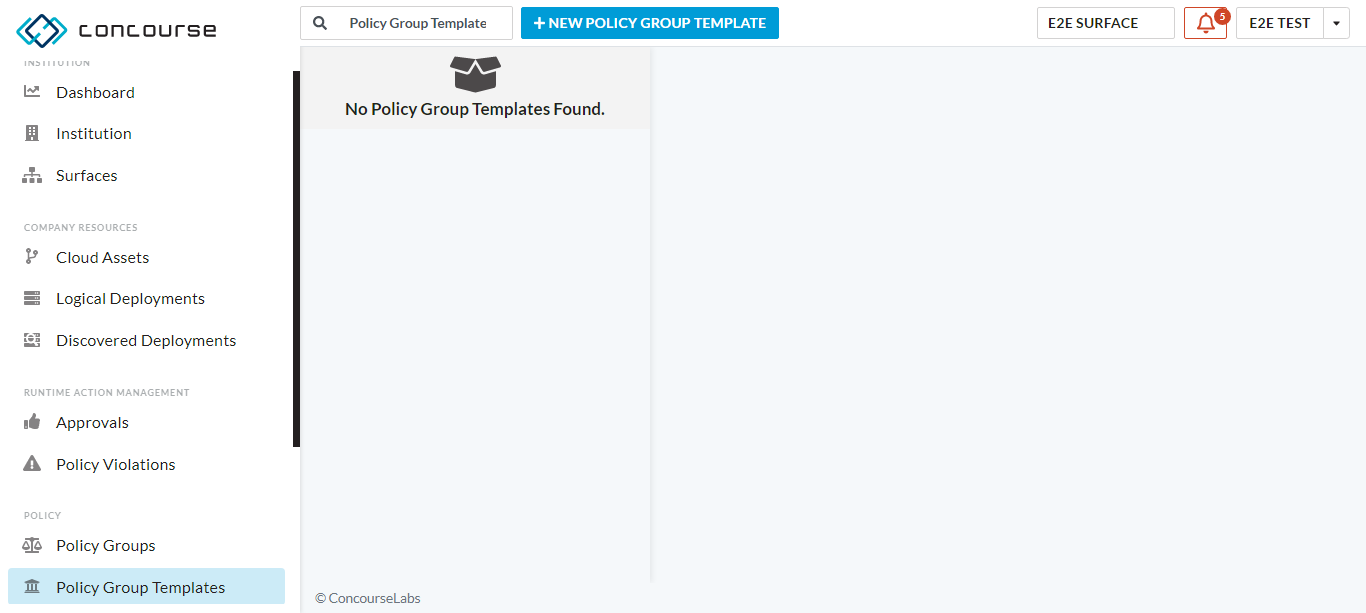 concourse
Policy Group Template
+ NEW POLICY GROUP TEMPLATE
E2E SURFACE
5
E2E TEST
INSTITUTION
Dashboard
Institution
Surfaces
COMPANY RESOURCES
Cloud Assets
Logical Deployments
Discovered Deployments
RUNTIME ACTION MANAGEMENT
Approvals
Policy Violations
POLICY
Policy Groups
Policy Group Templates
No Policy Group Templates Found.
© ConcourseLabs